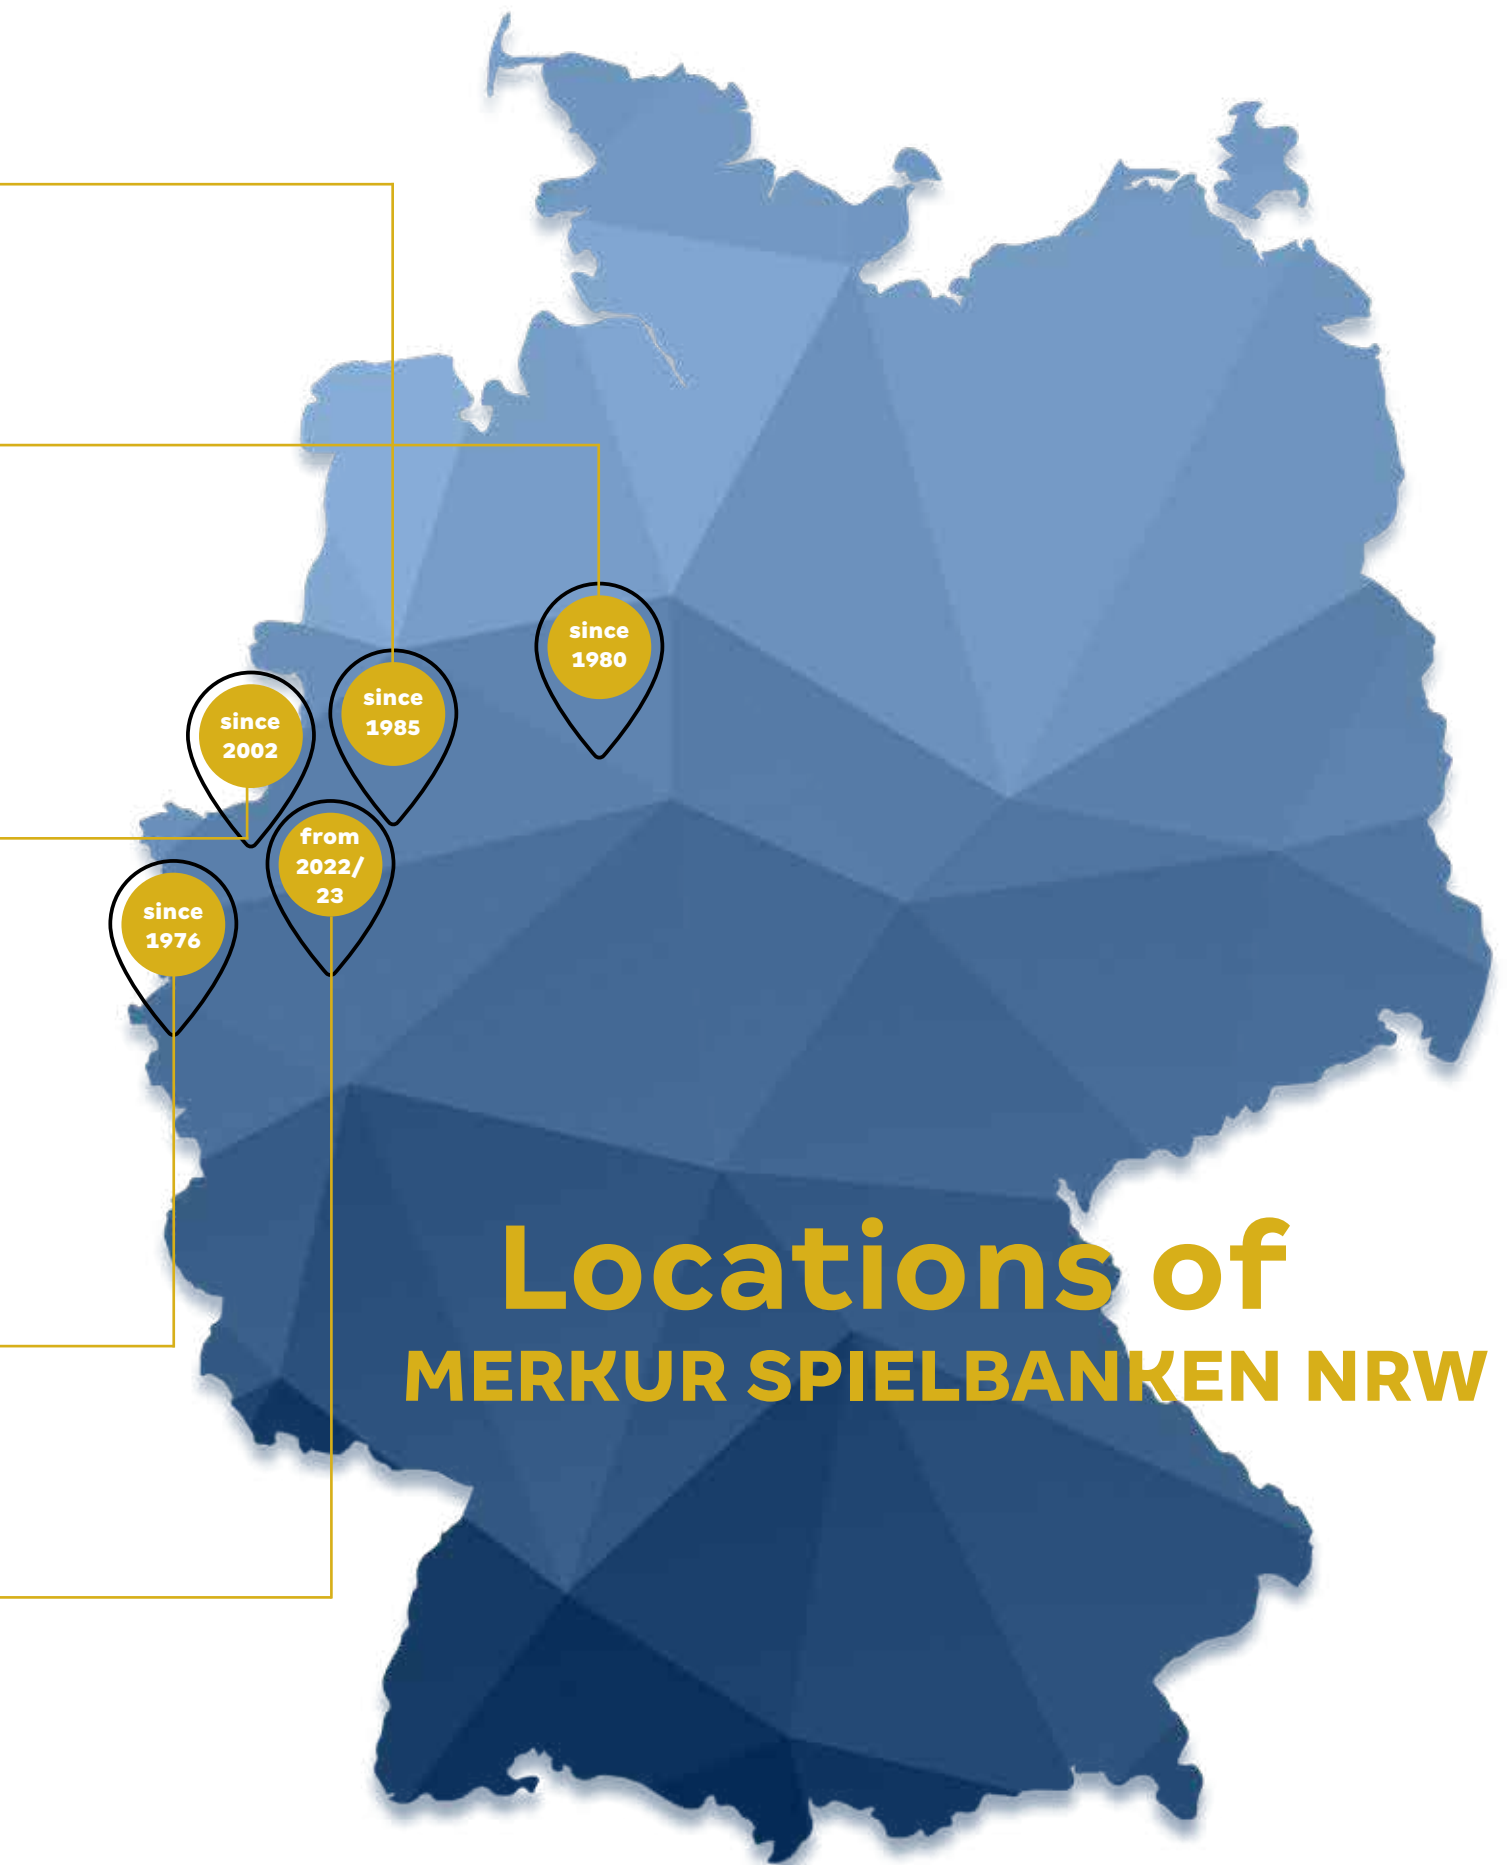 since
1980
since
1985
since
2002
from
2022/
23
since
1976
Locations of
MERKUR SPIELBANKEN NRW